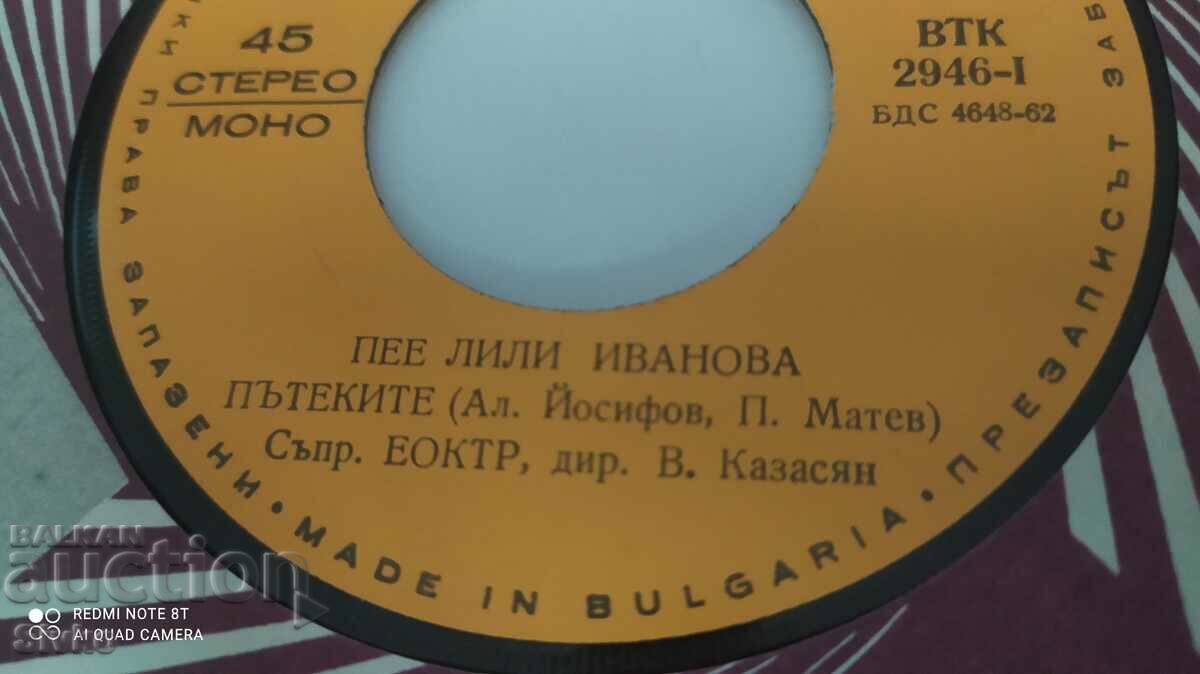 45
СТЕРЕО
МОНО
ВТК
2946-I
БДС 4648-62
ПЕЕ ЛИЛИ ИВАНОВА
ПЪТЕКИТЕ (Ал. Йосифов, П. Матев)
Съпр. ЕОКТР, дир. В. Казасян
ПРАВА ЗАПАЗЕНИ • MADE IN BULGARIA • ПРЕЗАПИСЪТ ЗАБ
BALKAN
auction
REDMI NOTE 8T
AI QUAD CAMERA